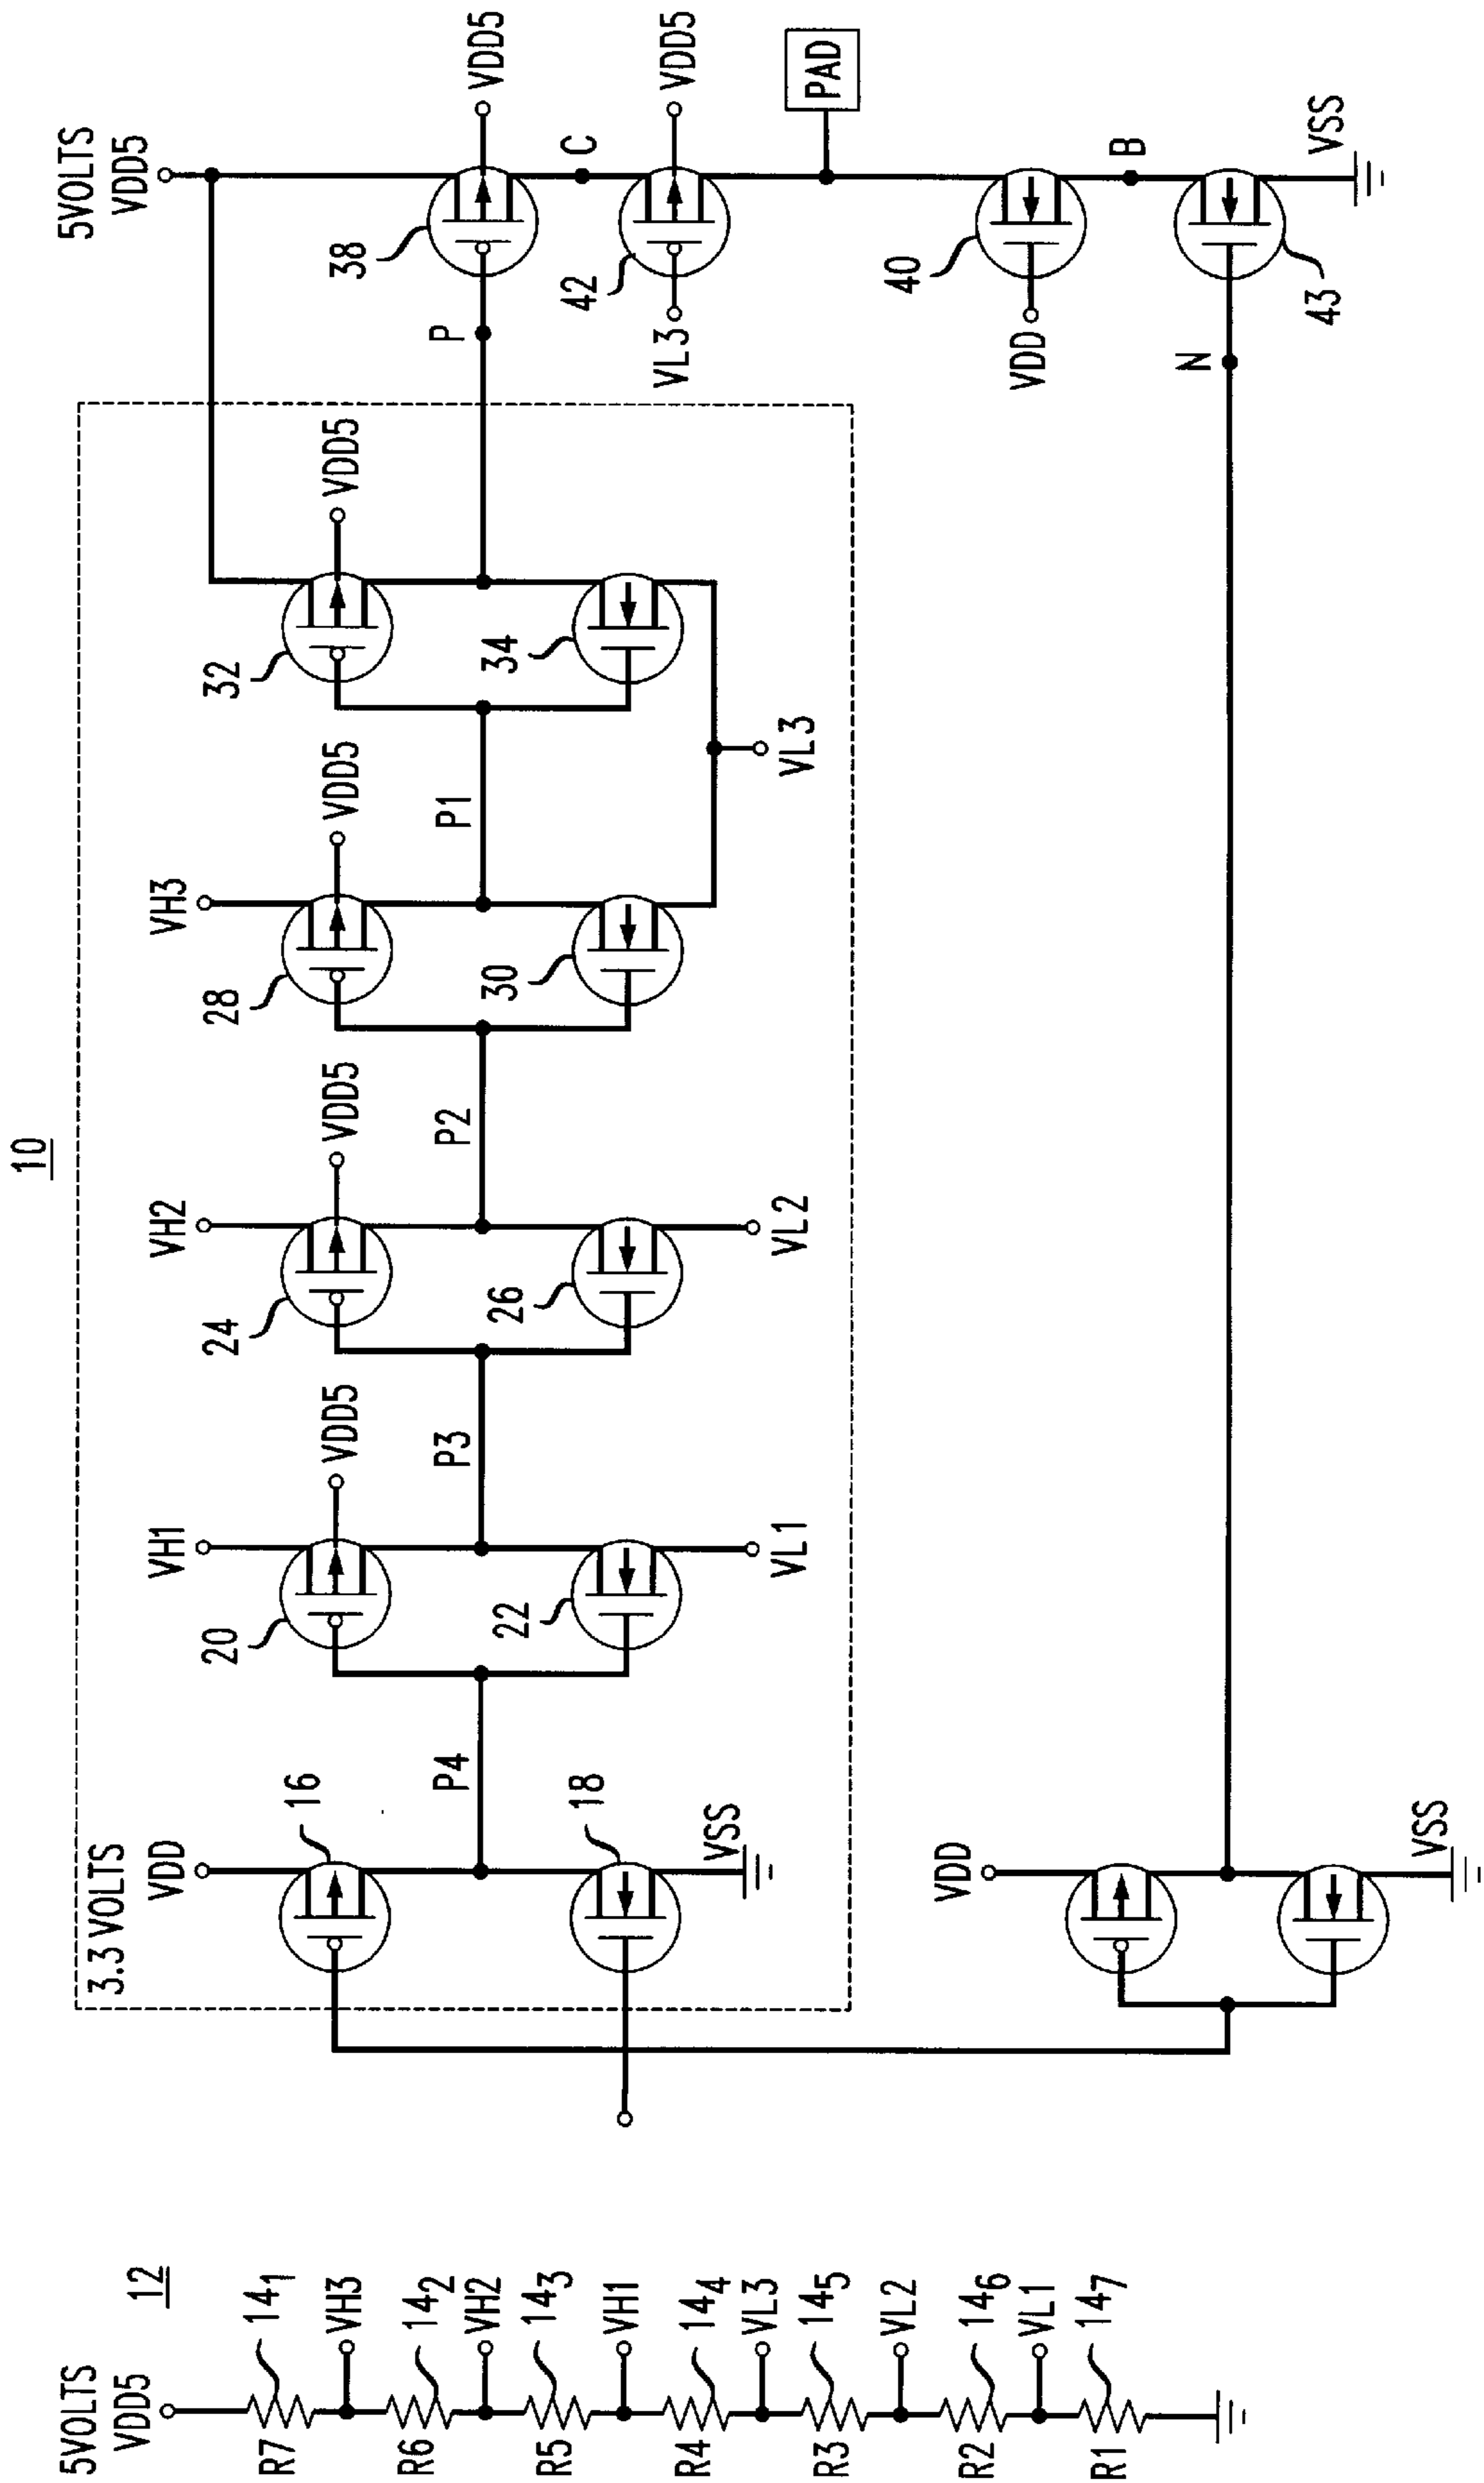 10
12
5VOLTS
VDD5
R7
14₁
VH3
R6
14₂
VH2
R5
14₃
VH1
R4
14₄
VL3
R3
14₅
VL2
R2
14₆
VL1
R1
14₇
3.3 VOLTS
VDD
16
18
VSS
P4
VH1
VDD5
20
22
VL1
P3
VH2
VDD5
24
26
VL2
P2
VH3
VDD5
28
30
P1
VL3
VDD5
32
34
5VOLTS
VDD5
P
38
VDD5
C
42
VL3
VDD5
PAD
40
VDD
B
N
43
VSS
VDD
VSS